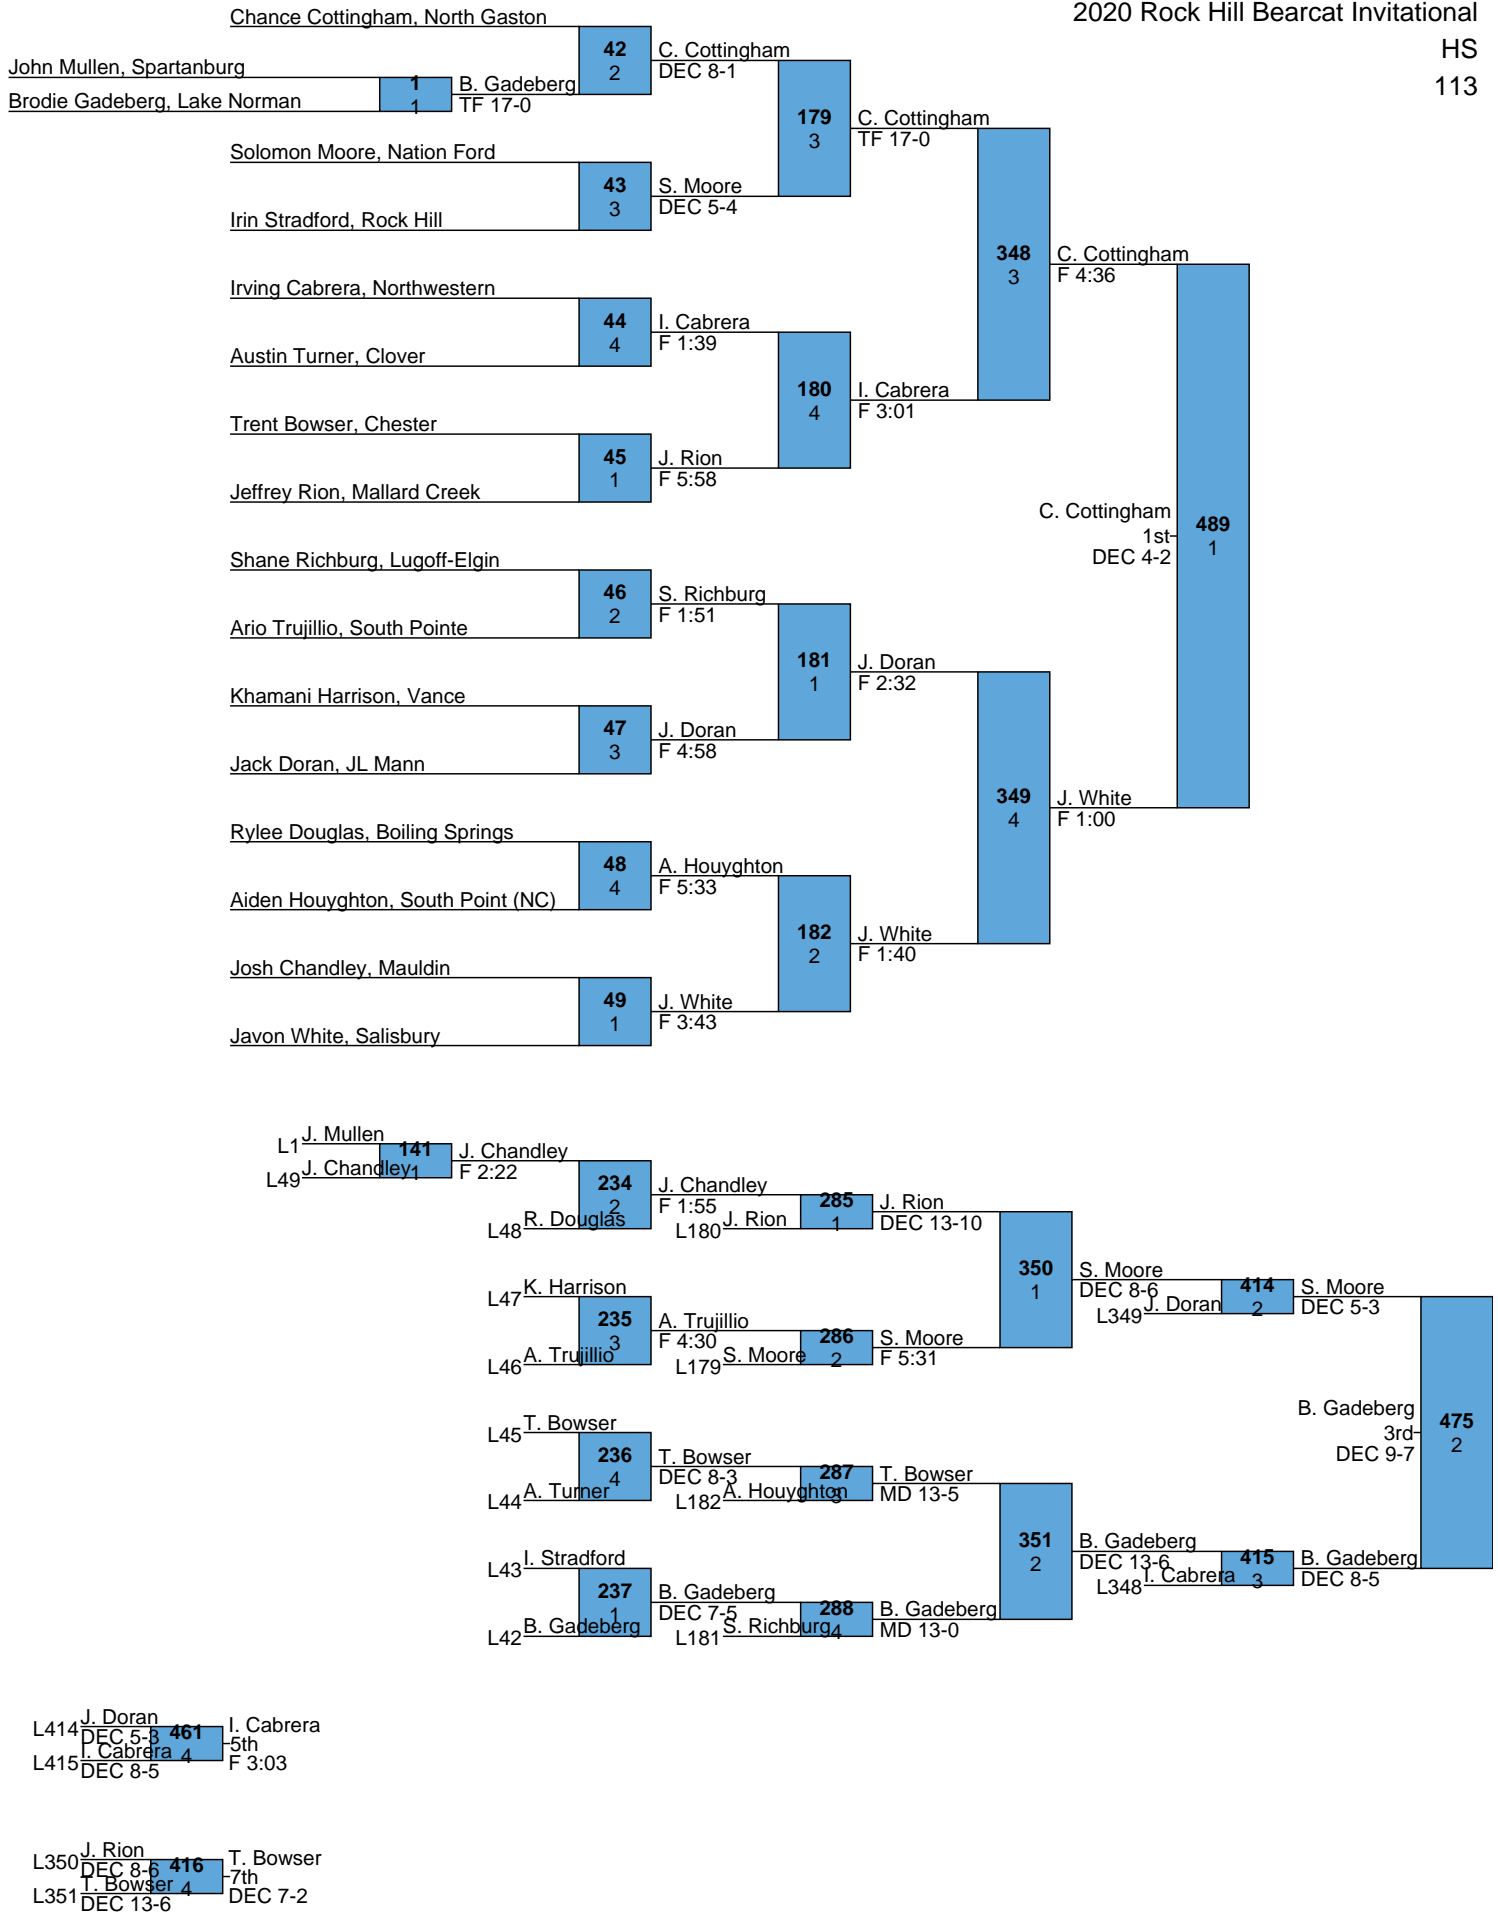 2020 Rock Hill Bearcat Invitational
HS
113
Chance Cottingham, North Gaston
42
2
C. Cottingham
DEC 8-1
John Mullen, Spartanburg
1
1
B. Gadeberg
TF 17-0
Brodie Gadeberg, Lake Norman
179
3
C. Cottingham
TF 17-0
Solomon Moore, Nation Ford
43
3
S. Moore
DEC 5-4
Irin Stradford, Rock Hill
348
3
C. Cottingham
F 4:36
Irving Cabrera, Northwestern
44
4
I. Cabrera
F 1:39
Austin Turner, Clover
180
4
I. Cabrera
F 3:01
Trent Bowser, Chester
45
1
J. Rion
F 5:58
Jeffrey Rion, Mallard Creek
C. Cottingham
1st
DEC 4-2
489
1
Shane Richburg, Lugoff-Elgin
46
2
S. Richburg
F 1:51
Ario Trujillio, South Pointe
181
1
J. Doran
F 2:32
Khamani Harrison, Vance
47
3
J. Doran
F 4:58
Jack Doran, JL Mann
349
4
J. White
F 1:00
Rylee Douglas, Boiling Springs
48
4
A. Houyghton
F 5:33
Aiden Houyghton, South Point (NC)
182
2
J. White
F 1:40
Josh Chandley, Mauldin
49
1
J. White
F 3:43
Javon White, Salisbury
L1
J. Mullen
141
1
J. Chandley
F 2:22
L49
J. Chandley
234
2
J. Chandley
F 1:55
L48
R. Douglas
L180
J. Rion
285
1
J. Rion
DEC 13-10
L47
K. Harrison
235
3
A. Trujillio
F 4:30
L46
A. Trujillio
L179
S. Moore
286
2
S. Moore
F 5:31
350
1
S. Moore
DEC 8-6
L349
J. Doran
414
2
S. Moore
DEC 5-3
L45
T. Bowser
236
4
T. Bowser
DEC 8-3
L44
A. Turner
L182
A. Houyghton
287
3
T. Bowser
MD 13-5
B. Gadeberg
3rd
DEC 9-7
475
2
L43
I. Stradford
237
1
B. Gadeberg
DEC 7-5
L42
B. Gadeberg
L181
S. Richburg
288
4
B. Gadeberg
MD 13-0
351
2
B. Gadeberg
DEC 13-6
L348
I. Cabrera
415
3
B. Gadeberg
DEC 8-5
L414
J. Doran
DEC 5-3
461
4
I. Cabrera
5th
F 3:03
L415
I. Cabrera
DEC 8-5
L350
J. Rion
DEC 8-6
416
4
T. Bowser
7th
DEC 7-2
L351
T. Bowser
DEC 13-6